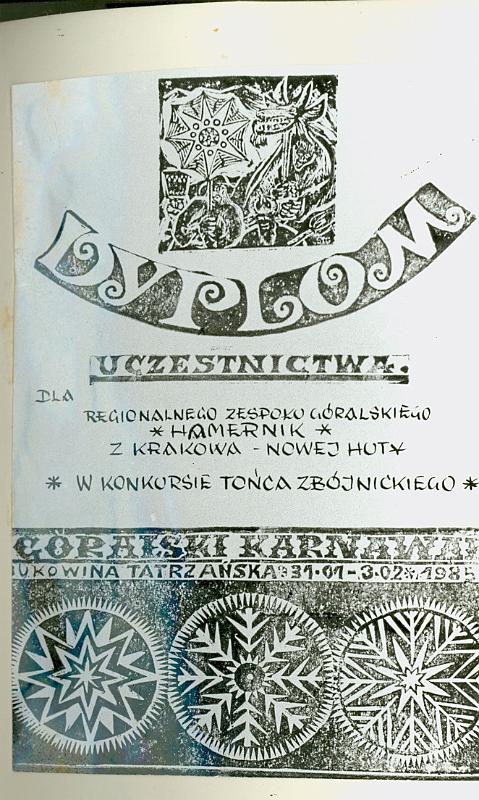 DYPLOM
UCZESTNICTWA.
DLA
REGIONALNEGO ZESPOŁU GÓRALSKIEGO
* HAMERNIK *
Z KRAKOWA - NOWEJ HUTY
* W KONKURSIE TOŃCA ZBÓJNICKIEGO *
GÓRALSKI KARNAWAŁ
BUKOWINA TATRZAŃSKA*31.01-3.02*1985